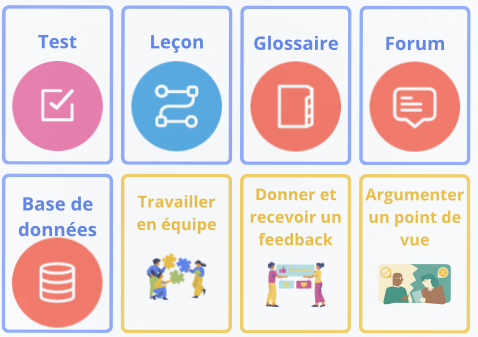 Test
Leçon
Glossaire
Forum
Base de
données
Travailler
en équipe
Donner et
recevoir un
feedback
Argumenter
un point de
vue